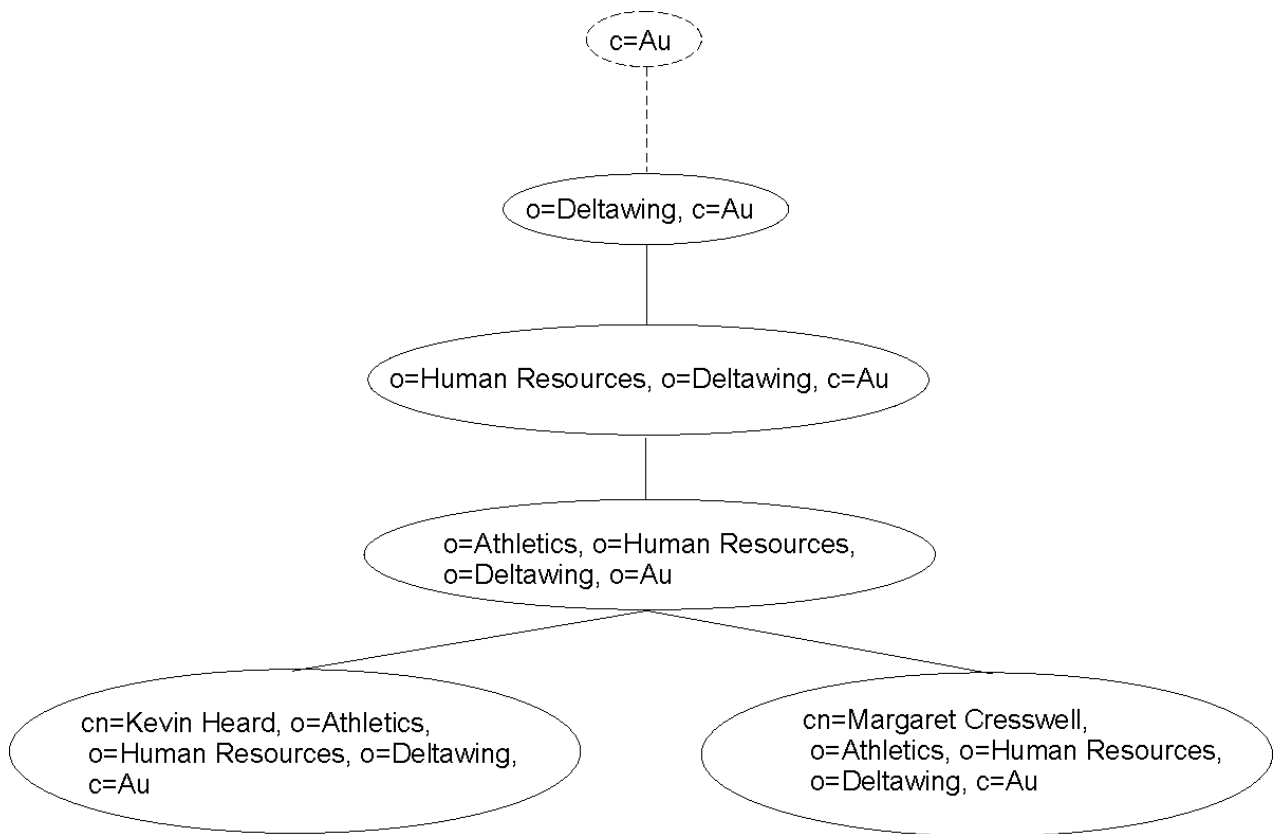 c=Au
o=Deltawing, c=Au
o=Human Resources, o=Deltawing, c=Au
o=Athletics, o=Human Resources,
o=Deltawing, o=Au
cn=Kevin Heard, o=Athletics,
o=Human Resources, o=Deltawing,
c=Au
cn=Margaret Cresswell,
o=Athletics, o=Human Resources,
o=Deltawing, c=Au